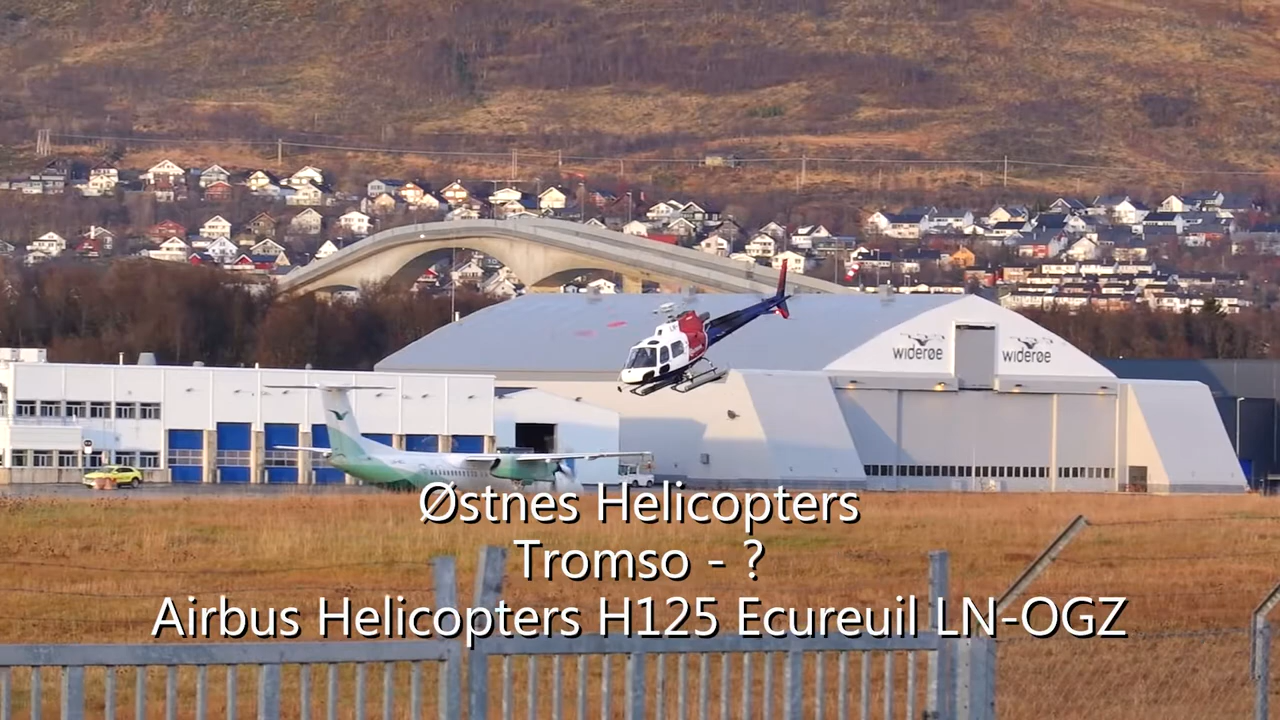 widerøe
widerøe
Østnes Helicopters
Tromso - ?
Airbus Helicopters H125 Ecureuil LN-OGZ